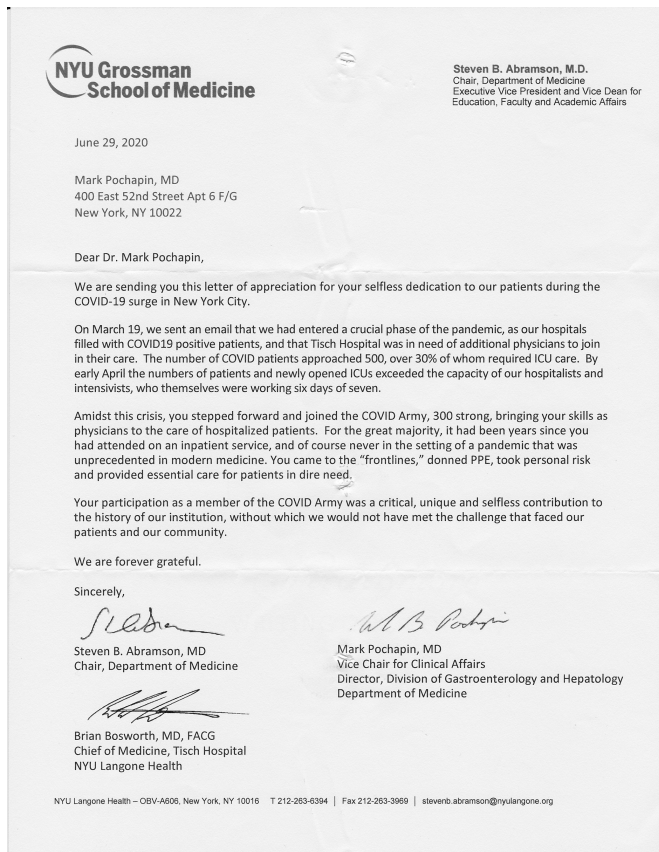 NYU Grossman
School of Medicine
Steven B. Abramson, M.D.
Chair, Department of Medicine
Executive Vice President and Vice Dean for
Education, Faculty and Academic Affairs
June 29, 2020
Mark Pochapin, MD
400 East 52nd Street Apt 6 F/G
New York, NY 10022
Dear Dr. Mark Pochapin,
We are sending you this letter of appreciation for your selfless dedication to our patients during the
COVID-19 surge in New York City.
On March 19, we sent an email that we had entered a crucial phase of the pandemic, as our hospitals
filled with COVID19 positive patients, and that Tisch Hospital was in need of additional physicians to join
in their care. The number of COVID patients approached 500, over 30% of whom required ICU care. By
early April the numbers of patients and newly opened ICUs exceeded the capacity of our hospitalists and
intensivists, who themselves were working six days of seven.
Amidst this crisis, you stepped forward and joined the COVID Army, 300 strong, bringing your skills as
physicians to the care of hospitalized patients. For the great majority, it had been years since you
had attended on an inpatient service, and of course never in the setting of a pandemic that was
unprecedented in modern medicine. You came to the “frontlines,” donned PPE, took personal risk
and provided essential care for patients in dire need.
Your participation as a member of the COVID Army was a critical, unique and selfless contribution to
the history of our institution, without which we would not have met the challenge that faced our
patients and our community.
We are forever grateful.
Sincerely,
Steven B. Abramson, MD
Chair, Department of Medicine
Mark Pochapin, MD
Vice Chair for Clinical Affairs
Director, Division of Gastroenterology and Hepatology
Department of Medicine
Brian Bosworth, MD, FACG
Chief of Medicine, Tisch Hospital
NYU Langone Health
NYU Langone Health – OBV-A606, New York, NY 10016 T 212-263-6394 | Fax 212-263-3969 | stevenb.abramson@nyulangone.org